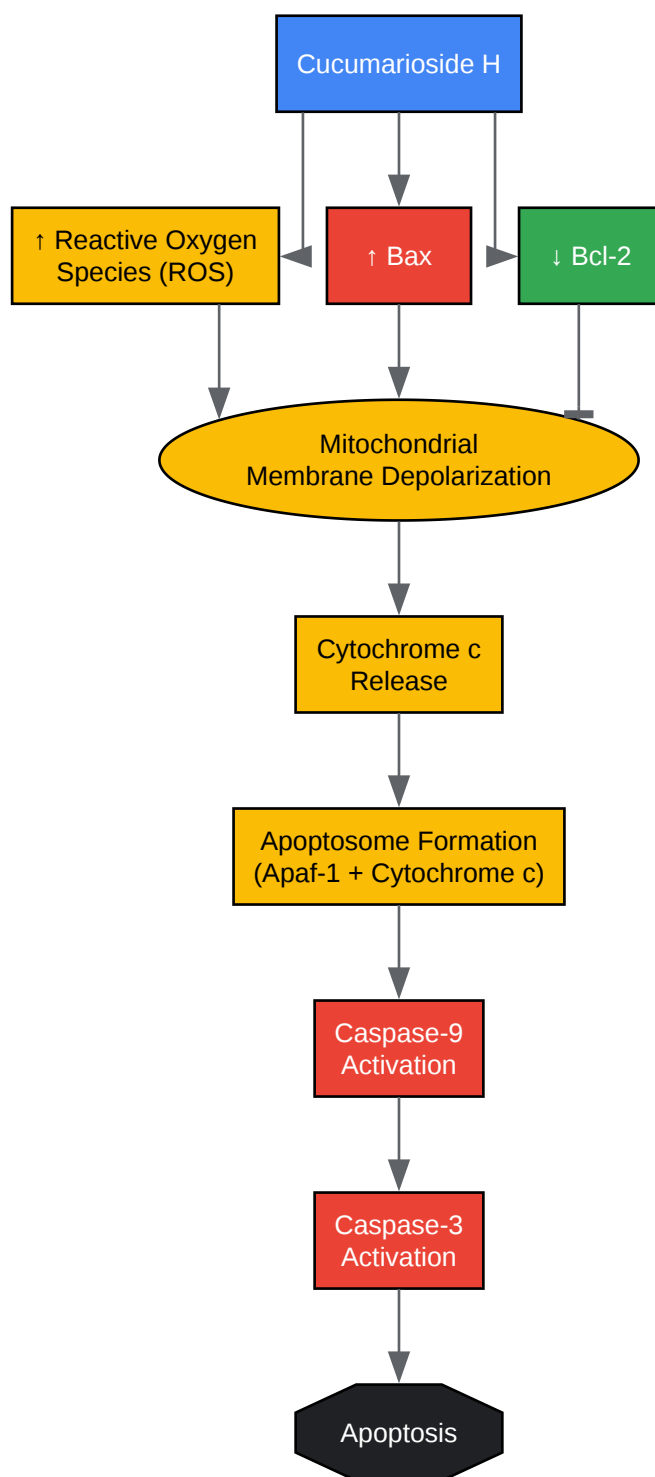 Cucumarioside H
↑ Reactive Oxygen
Species (ROS)
↑ Bax
↓ Bcl-2
Mitochondrial
Membrane Depolarization
Cytochrome c
Release
Apoptosome Formation
(Apaf-1 + Cytochrome c)
Caspase-9
Activation
Caspase-3
Activation
Apoptosis